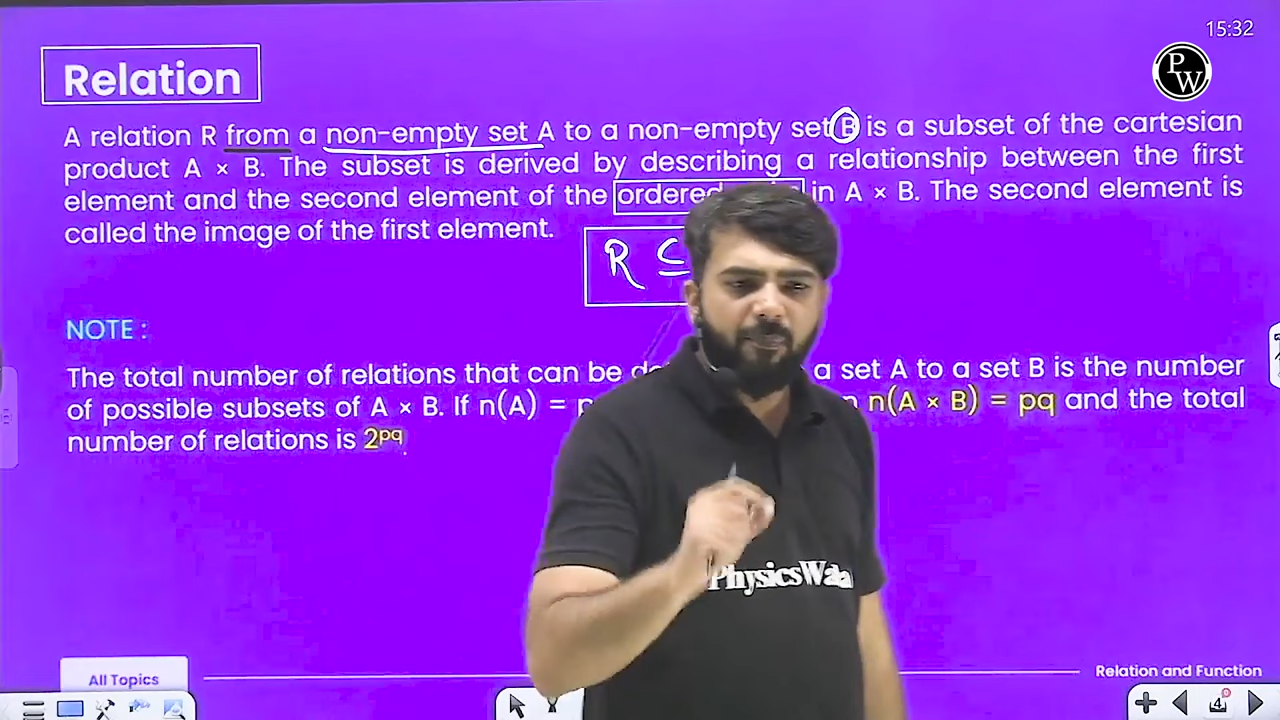 15:32
PW
Relation
A relation R from a non-empty set A to a non-empty set B is a subset of the cartesian
product A × B. The subset is derived by describing a relationship between the first
element and the second element of the ordered in A × B. The second element is
called the image of the first element.
R ⊆
NOTE :
The total number of relations that can be a set A to a set B is the number
of possible subsets of A × B. If n(A) = p n(A × B) = pq and the total
number of relations is 2^pq.
PhysicsWala
All Topics
Relation and Function
4